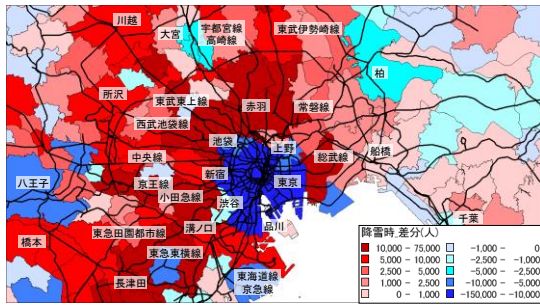 川越
大宮
宇都宮線
高崎線
東武伊勢崎線
柏
所沢
東武東上線
赤羽
常磐線
西武池袋線
池袋
上野
船橋
中央線
総武線
八王子
京王線
新宿
東京
小田急線
渋谷
千葉
東急田園都市線
溝ノ口
品川
橋本
東急東横線
長津田
東海道線
京急線
降雪時_差分(人)
10,000 - 75,000
5,000 - 10,000
2,500 - 5,000
1,000 - 2,500
0 - 1,000
-1,000 - 0
-2,500 - -1,000
-5,000 - -2,500
-10,000 - -5,000
-150,000 - -10,000